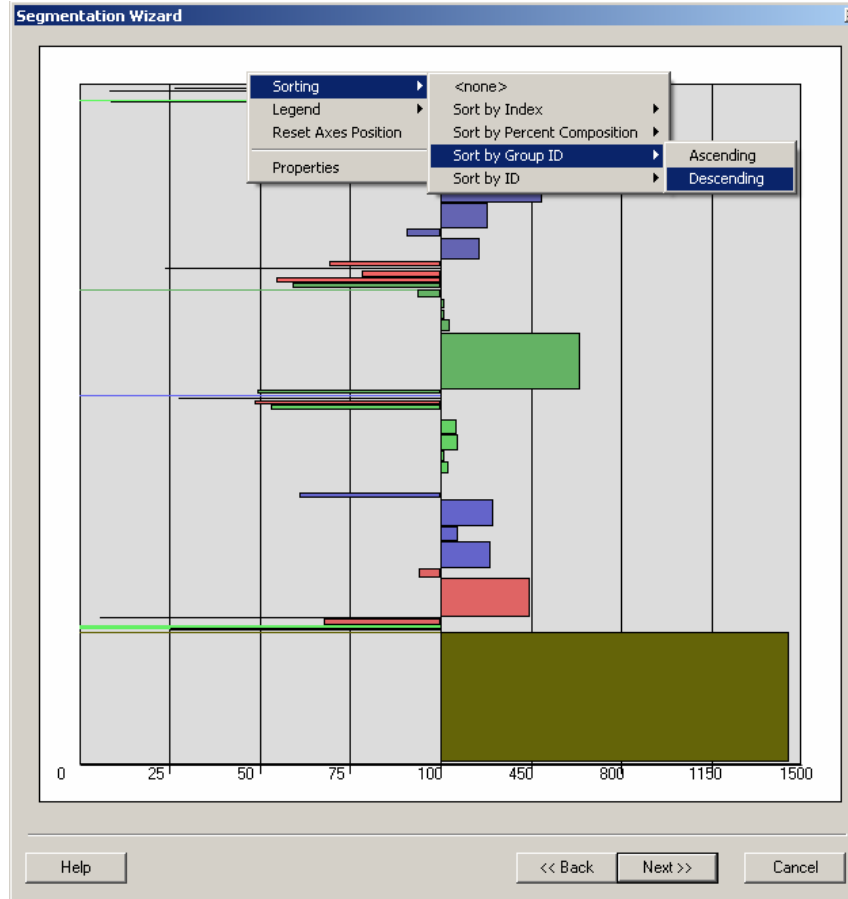 Segmentation Wizard
Sorting
Legend
Reset Axes Position
Properties
<none>
Sort by Index
Sort by Percent Composition
Sort by Group ID
Sort by ID
Ascending
Descending
0 25 50 75 100 450 800 1150 1500
Help << Back Next >> Cancel